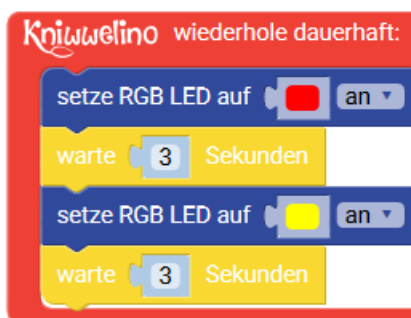 Kniwwelino wiederhole dauerhaft:
setze RGB LED auf an
warte 3 Sekunden
setze RGB LED auf an
warte 3 Sekunden